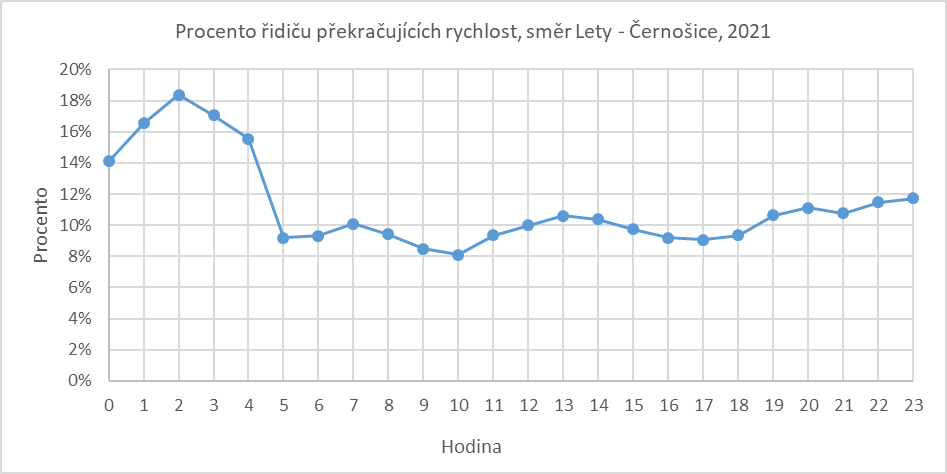 Procento řidiču překračujících rychlost, směr Lety - Černošice, 2021
20%
18%
16%
14%
12%
10%
8%
6%
4%
2%
0%
Procento
0 1 2 3 4 5 6 7 8 9 10 11 12 13 14 15 16 17 18 19 20 21 22 23
Hodina